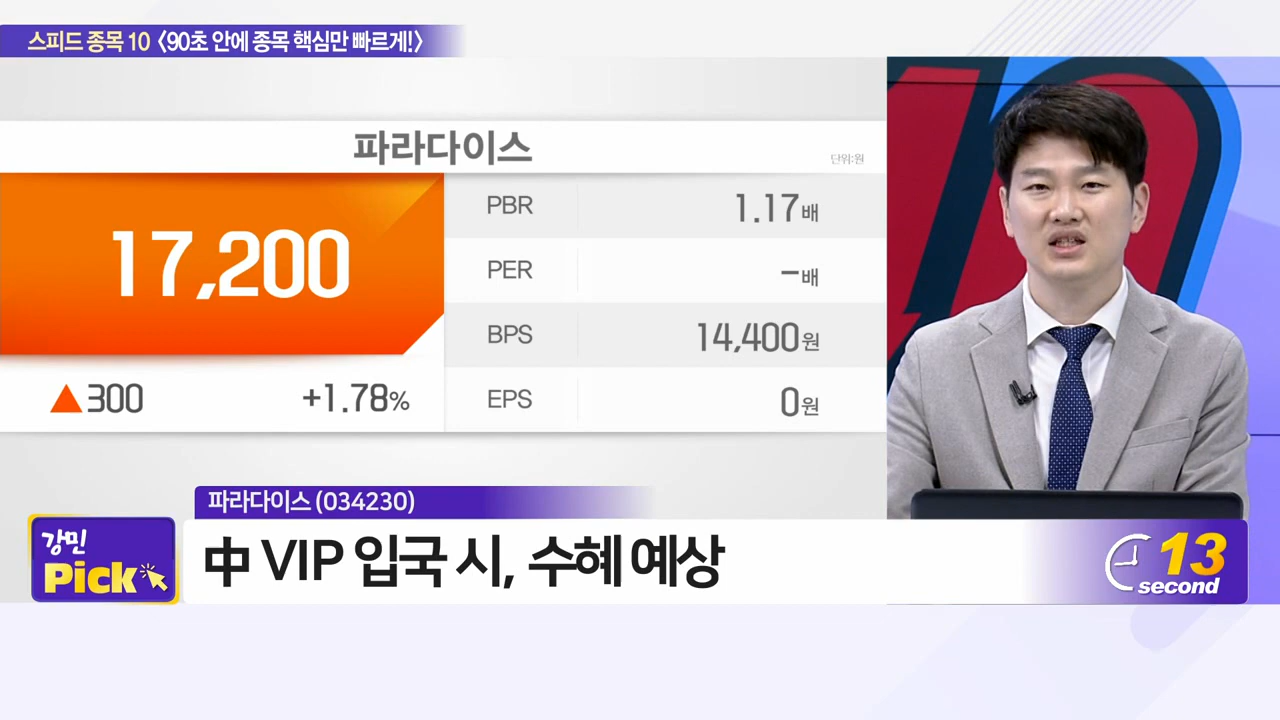 스피드 종목 10 〈90초 안에 종목 핵심만 빠르게!〉
파라다이스
단위:원
17,200
▲300 +1.78%
PBR 1.17배
PER –배
BPS 14,400원
EPS 0원
파라다이스 (034230)
강민
Pick
中 VIP 입국 시, 수혜 예상
13
second